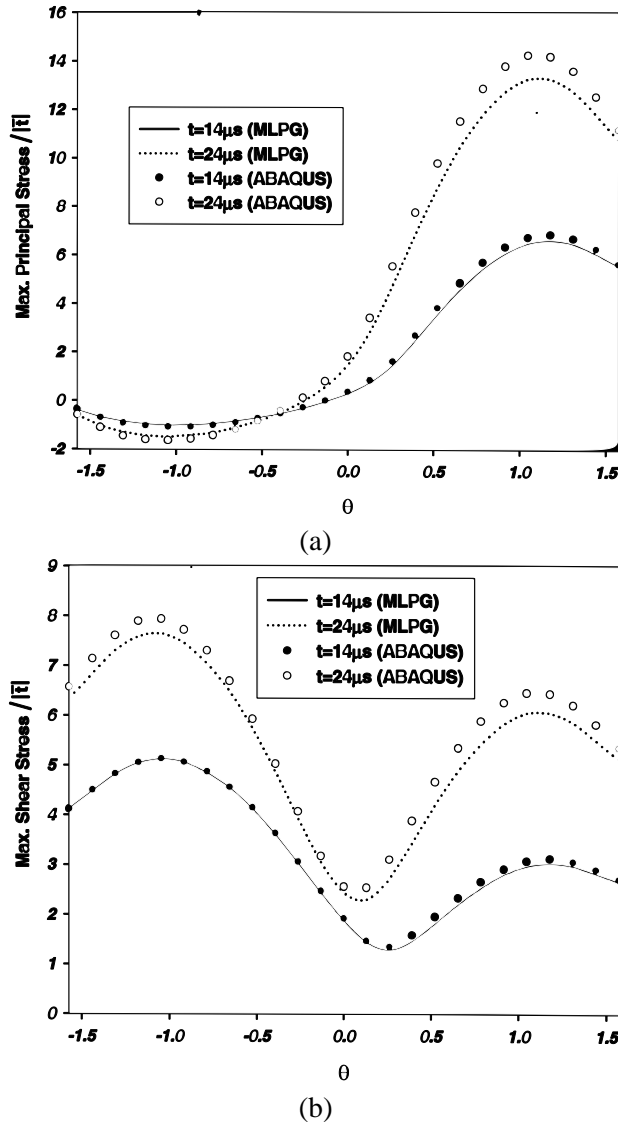 16
14
12
10
8
6
4
2
0
-2
Max. Principal Stress /|t̄|
t=14μs (MLPG)
t=24μs (MLPG)
t=14μs (ABAQUS)
t=24μs (ABAQUS)
-1.5 -1.0 -0.5 0.0 0.5 1.0 1.5
θ
(a)
9
8
7
6
5
4
3
2
1
0
Max. Shear Stress /|t̄|
t=14μs (MLPG)
t=24μs (MLPG)
t=14μs (ABAQUS)
t=24μs (ABAQUS)
-1.5 -1.0 -0.5 0.0 0.5 1.0 1.5
θ
(b)